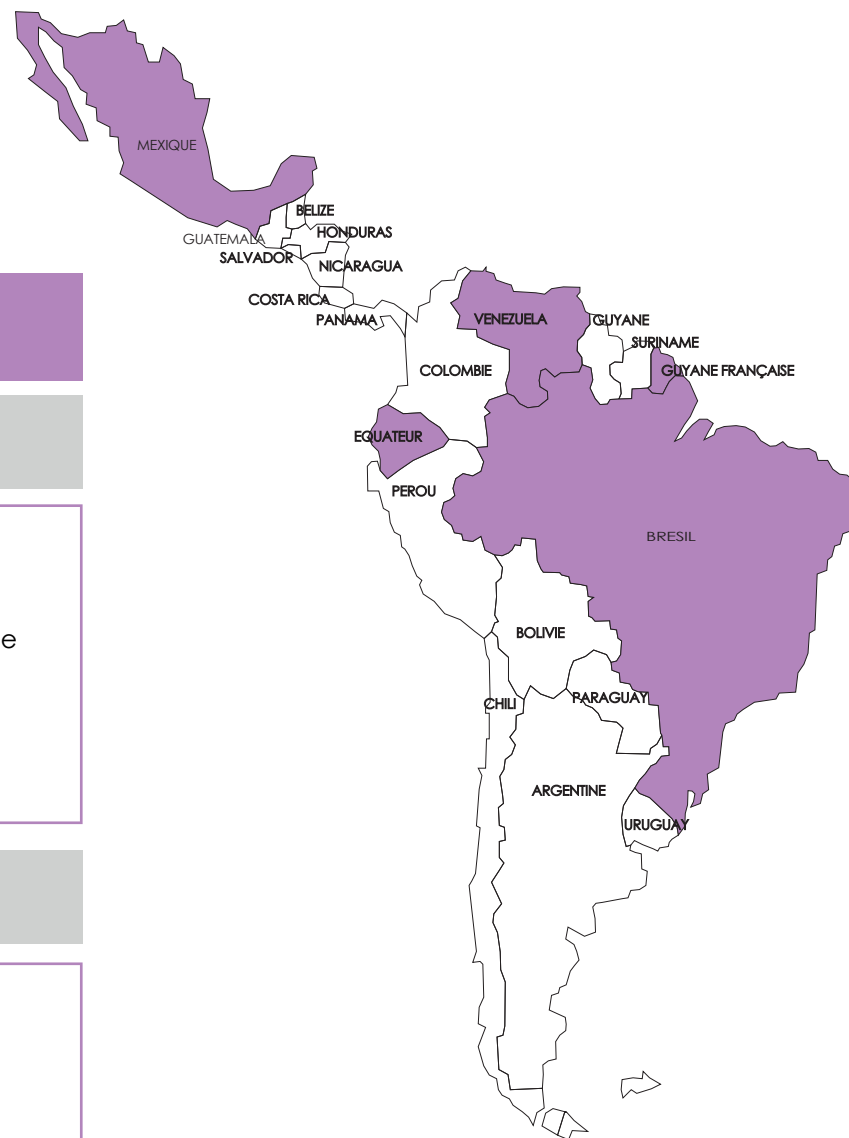 MEXIQUE
BELIZE
HONDURAS
GUATEMALA
SALVADOR
NICARAGUA
COSTA RICA
PANAMA
VENEZUELA
GUYANE
SURINAME
COLOMBIE
GUYANE FRANÇAISE
EQUATEUR
PEROU
BRESIL
e
BOLIVIE
CHILI
PARAGUAY
ARGENTINE
URUGUAY